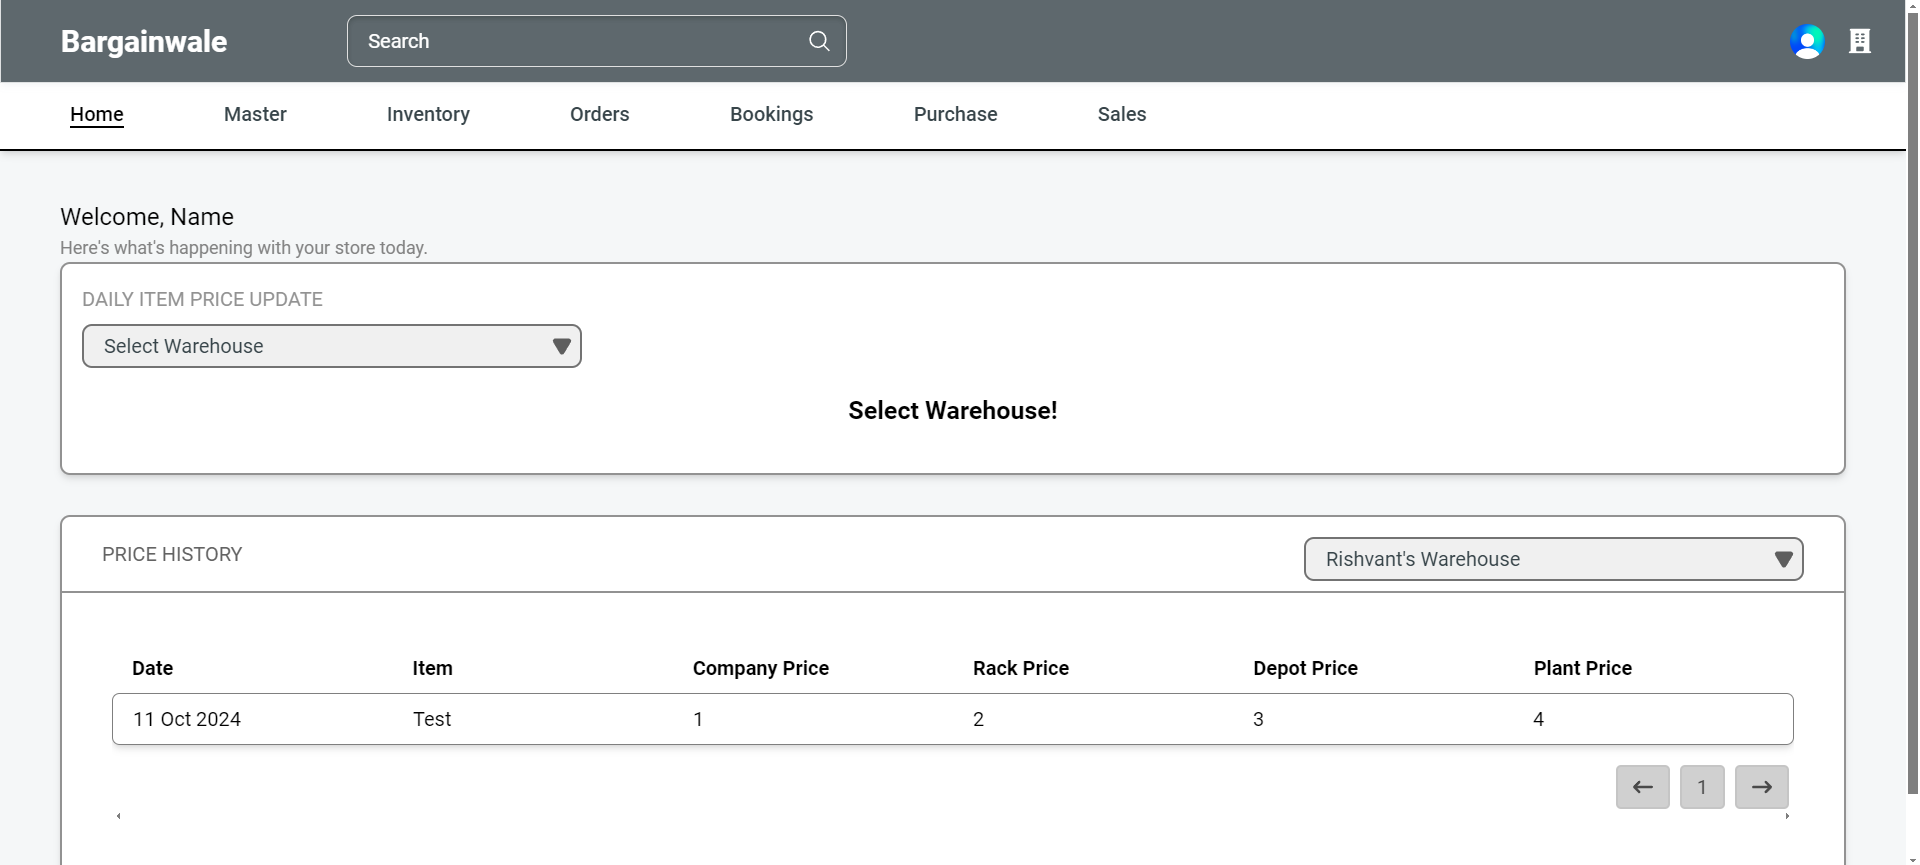 Bargainwale
Search
Home Master Inventory Orders Bookings Purchase Sales
Welcome, Name
Here's what's happening with your store today.
DAILY ITEM PRICE UPDATE
Select Warehouse
Select Warehouse!
PRICE HISTORY
Rishvant's Warehouse
Date Item Company Price Rack Price Depot Price Plant Price
11 Oct 2024 Test 1 2 3 4
1